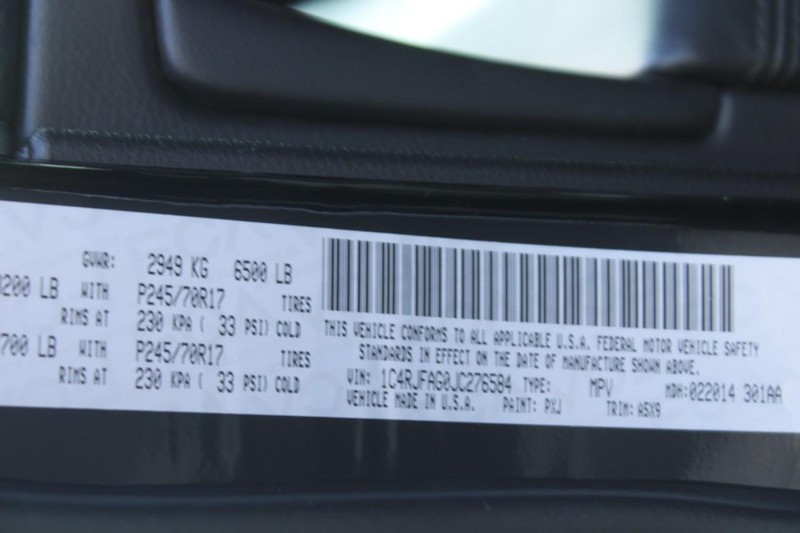 GVWR: 2949 KG 6500 LB
200 LB WITH P245/70R17 TIRES
RIMS AT 230 KPA ( 33 PSI) COLD
700 LB WITH P245/70R17 TIRES
RIMS AT 230 KPA ( 33 PSI) COLD
THIS VEHICLE CONFORMS TO ALL APPLICABLE U.S.A. FEDERAL MOTOR VEHICLE SAFETY
STANDARDS IN EFFECT ON THE DATE OF MANUFACTURE SHOWN ABOVE.
VIN: 1C4RJFAG0JC276584 TYPE: MPV MDH:022014 301AA
VEHICLE MADE IN U.S.A. PAINT: PXJ TRIM: A5X9